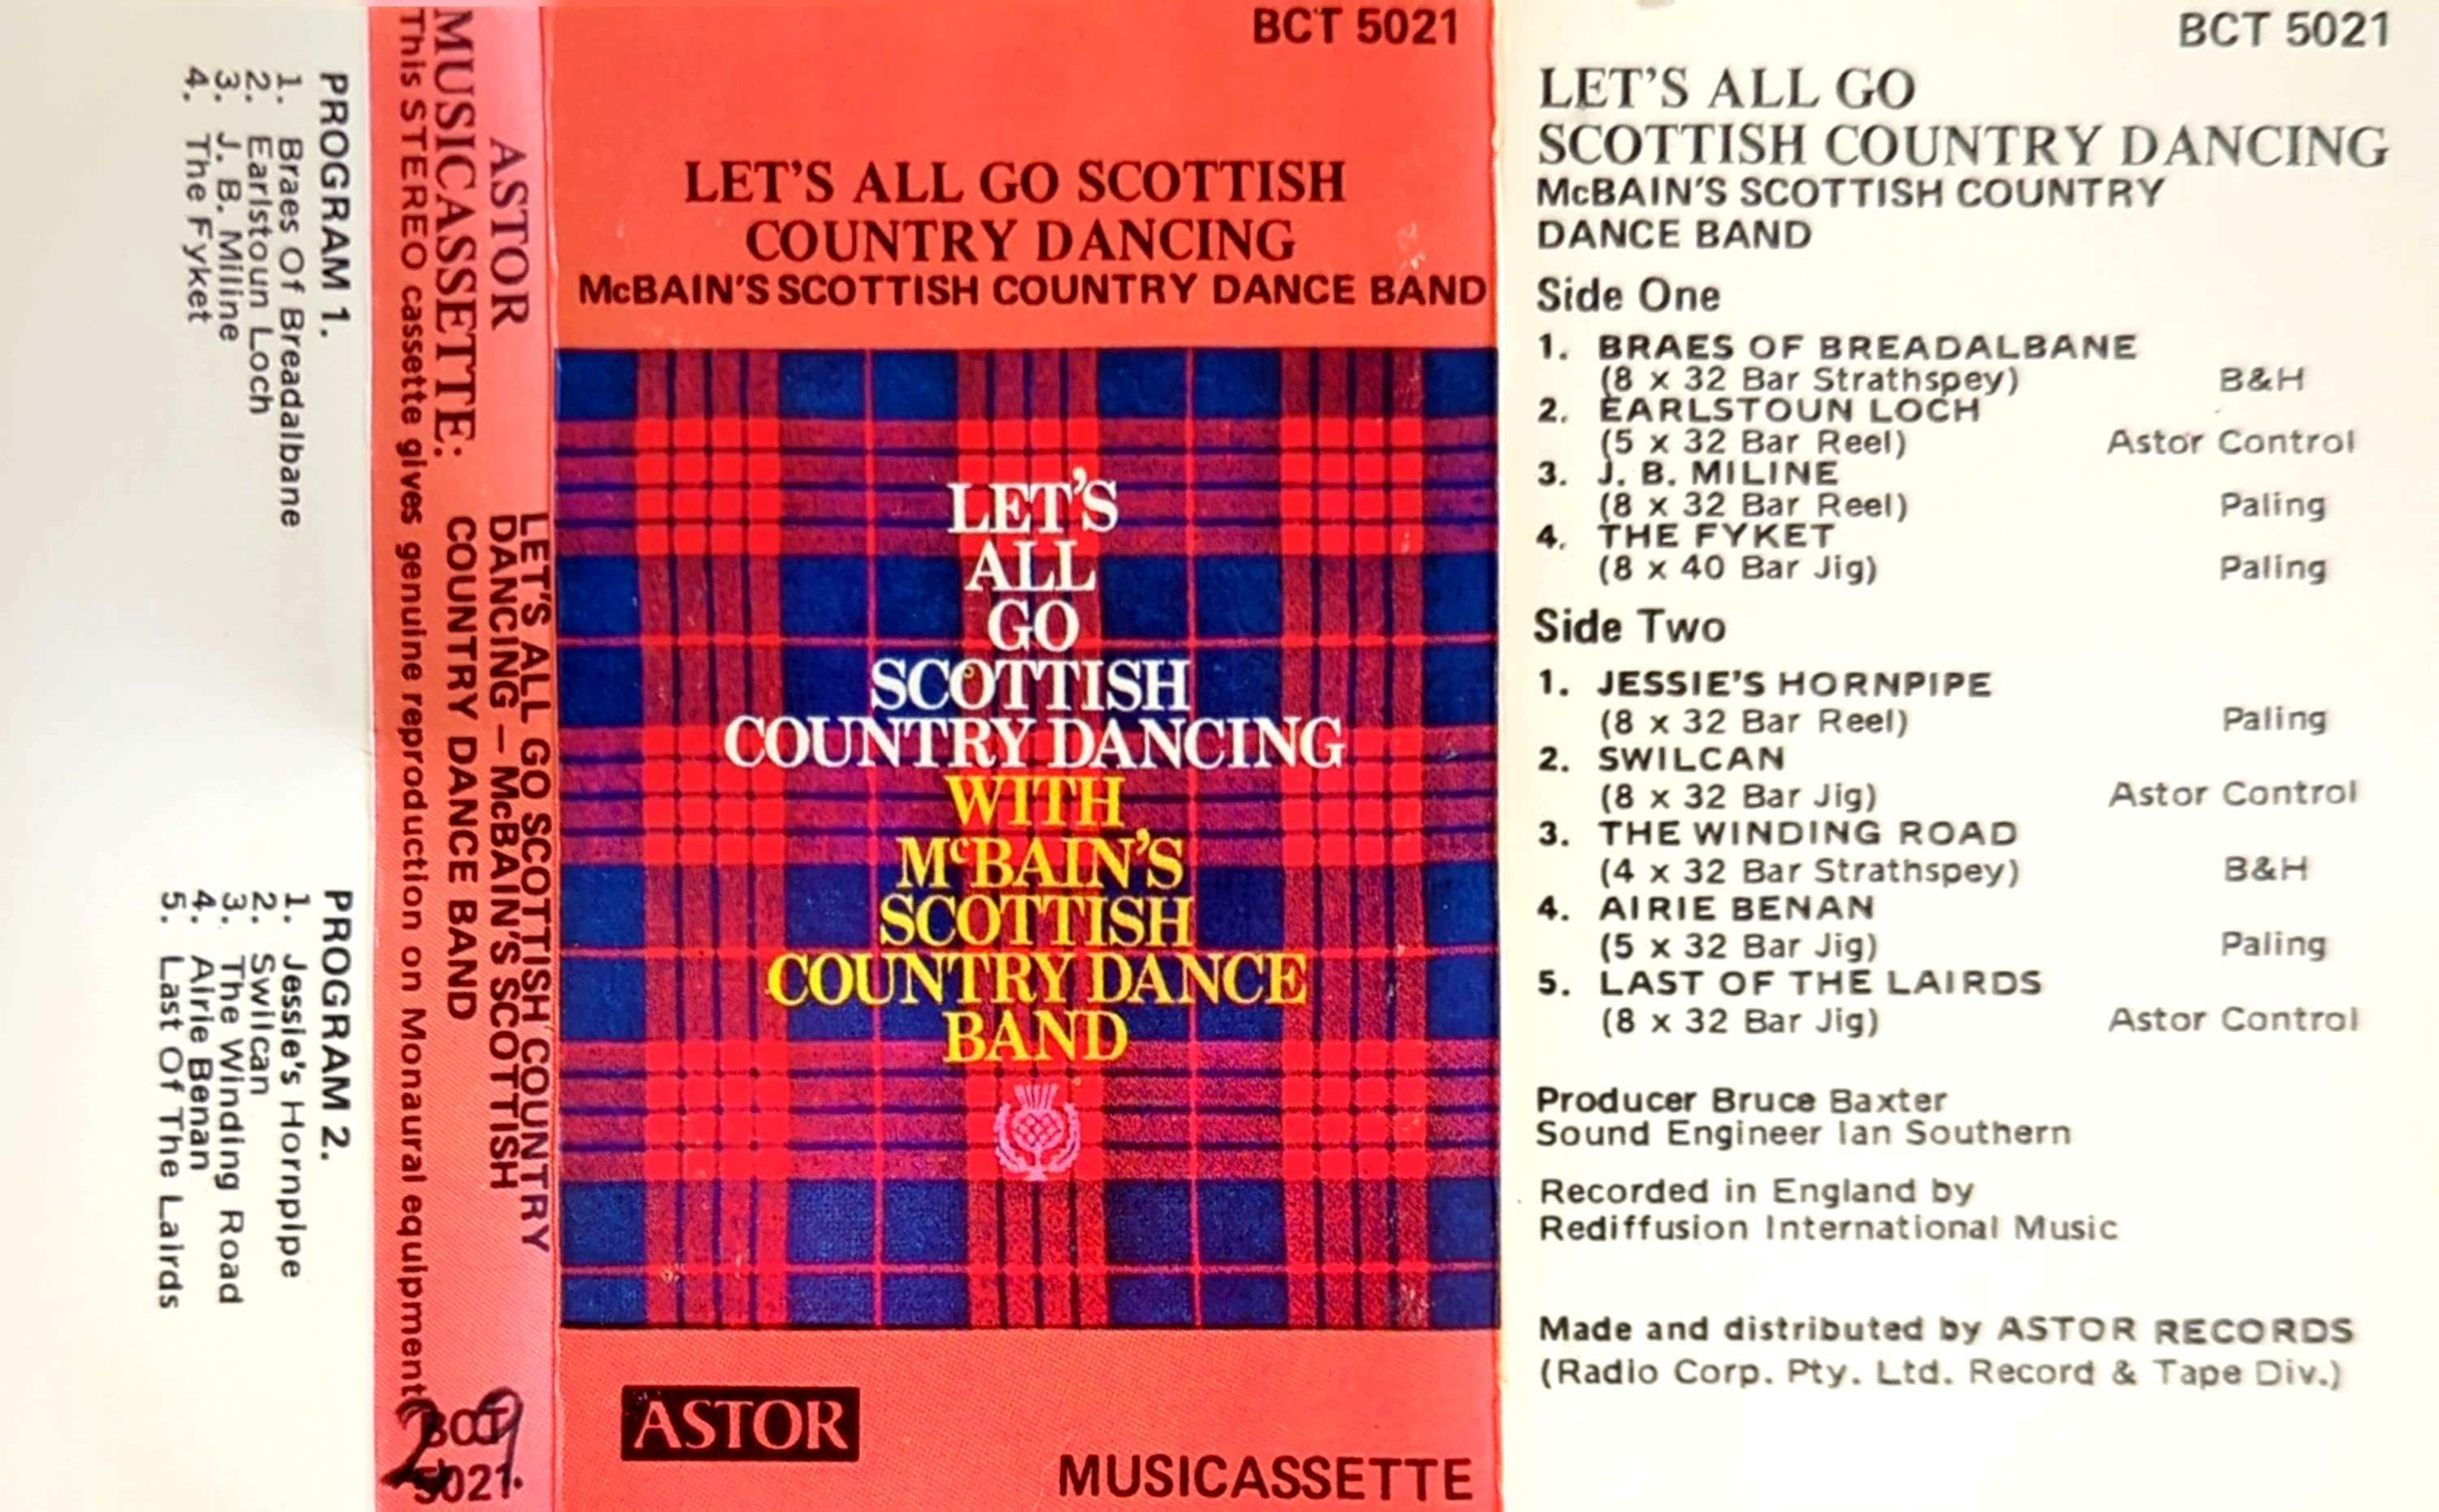 PROGRAM 1.
1. Braes Of Breadalbane
2. Earlstoun Loch
3. J. B. Miline
4. The Fyket
PROGRAM 2.
1. Jessie's Hornpipe
2. Swilcan
3. The Winding Road
4. Airie Benan
5. Last Of The Lairds
ASTOR
MUSICASSETTE:
LET'S ALL GO SCOTTISH COUNTRY
DANCING – McBAIN'S SCOTTISH
COUNTRY DANCE BAND
This STEREO cassette gives genuine reproduction on Monaural equipment
BCT
5021.
29
BCT 5021
LET'S ALL GO SCOTTISH
COUNTRY DANCING
McBAIN'S SCOTTISH COUNTRY DANCE BAND
LET'S
ALL
GO
SCOTTISH
COUNTRY DANCING
WITH
McBAIN'S
SCOTTISH
COUNTRY DANCE
BAND
ASTOR
MUSICASSETTE
BCT 5021
LET'S ALL GO
SCOTTISH COUNTRY DANCING
McBAIN'S SCOTTISH COUNTRY
DANCE BAND
Side One
1. BRAES OF BREADALBANE
(8 x 32 Bar Strathspey) B&H
2. EARLSTOUN LOCH
(5 x 32 Bar Reel) Astor Control
3. J. B. MILINE
(8 x 32 Bar Reel) Paling
4. THE FYKET
(8 x 40 Bar Jig) Paling
Side Two
1. JESSIE'S HORNPIPE
(8 x 32 Bar Reel) Paling
2. SWILCAN
(8 x 32 Bar Jig) Astor Control
3. THE WINDING ROAD
(4 x 32 Bar Strathspey) B&H
4. AIRIE BENAN
(5 x 32 Bar Jig) Paling
5. LAST OF THE LAIRDS
(8 x 32 Bar Jig) Astor Control
Producer Bruce Baxter
Sound Engineer Ian Southern
Recorded in England by
Rediffusion International Music
Made and distributed by ASTOR RECORDS
(Radio Corp. Pty. Ltd. Record & Tape Div.)